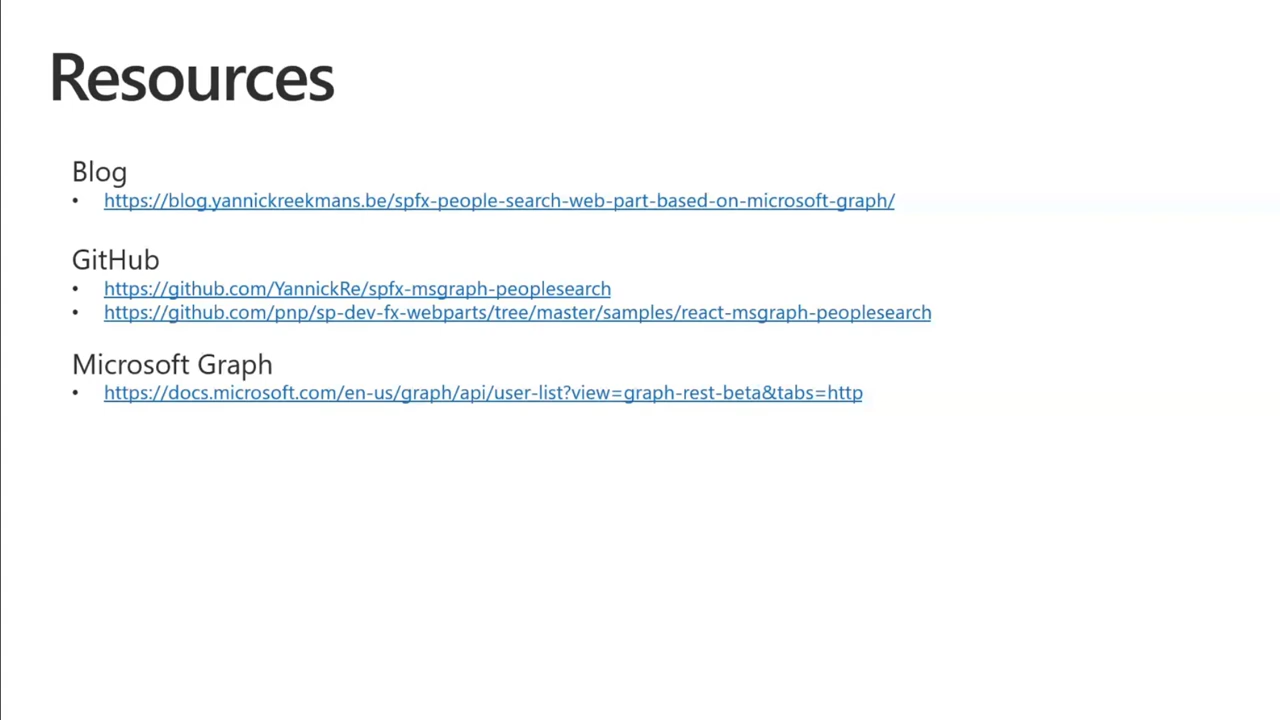 Resources
Blog
• https://blog.yannickreekmans.be/spfx-people-search-web-part-based-on-microsoft-graph/
GitHub
• https://github.com/YannickRe/spfx-msgraph-peoplesearch
• https://github.com/pnp/sp-dev-fx-webparts/tree/master/samples/react-msgraph-peoplesearch
Microsoft Graph
• https://docs.microsoft.com/en-us/graph/api/user-list?view=graph-rest-beta&tabs=http